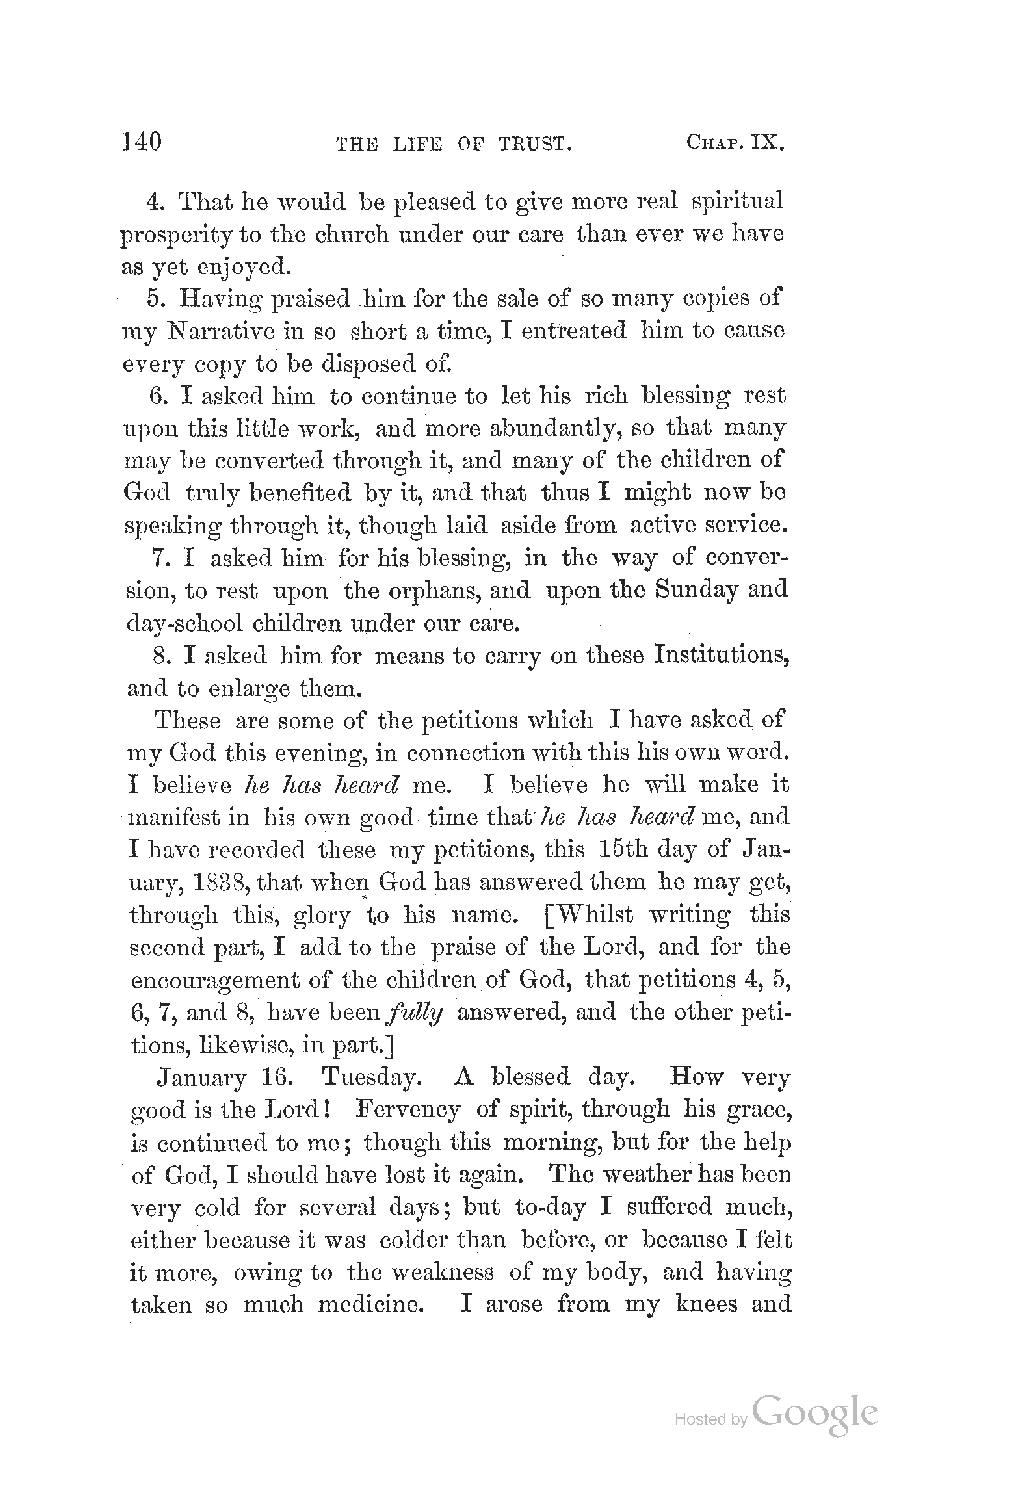 140 THE LIFE OF TRUST. CHAP. IX.
4. That he would be pleased to give more real spiritual
prosperity to the church under our care than ever we have
as yet enjoyed.
5. Having praised him for the sale of so many copies of
my Narrative in so short a time, I entreated him to cause
every copy to be disposed of.
6. I asked him to continue to let his rich blessing rest
upon this little work, and more abundantly, so that many
may be converted through it, and many of the children of
God truly benefited by it, and that thus I might now be
speaking through it, though laid aside from active service.
7. I asked him for his blessing, in the way of conver-
sion, to rest upon the orphans, and upon the Sunday and
day-school children under our care.
8. I asked him for means to carry on these Institutions,
and to enlarge them.
These are some of the petitions which I have asked of
my God this evening, in connection with this his own word.
I believe he has heard me. I believe he will make it
manifest in his own good time that he has heard me, and
I have recorded these my petitions, this 15th day of Jan-
uary, 1838, that when God has answered them he may get,
through this, glory to his name. [Whilst writing this
second part, I add to the praise of the Lord, and for the
encouragement of the children of God, that petitions 4, 5,
6, 7, and 8, have been fully answered, and the other peti-
tions, likewise, in part.]
January 16. Tuesday. A blessed day. How very
good is the Lord! Fervency of spirit, through his grace,
is continued to me; though this morning, but for the help
of God, I should have lost it again. The weather has been
very cold for several days; but to-day I suffered much,
either because it was colder than before, or because I felt
it more, owing to the weakness of my body, and having
taken so much medicine. I arose from my knees and
Hosted by Google